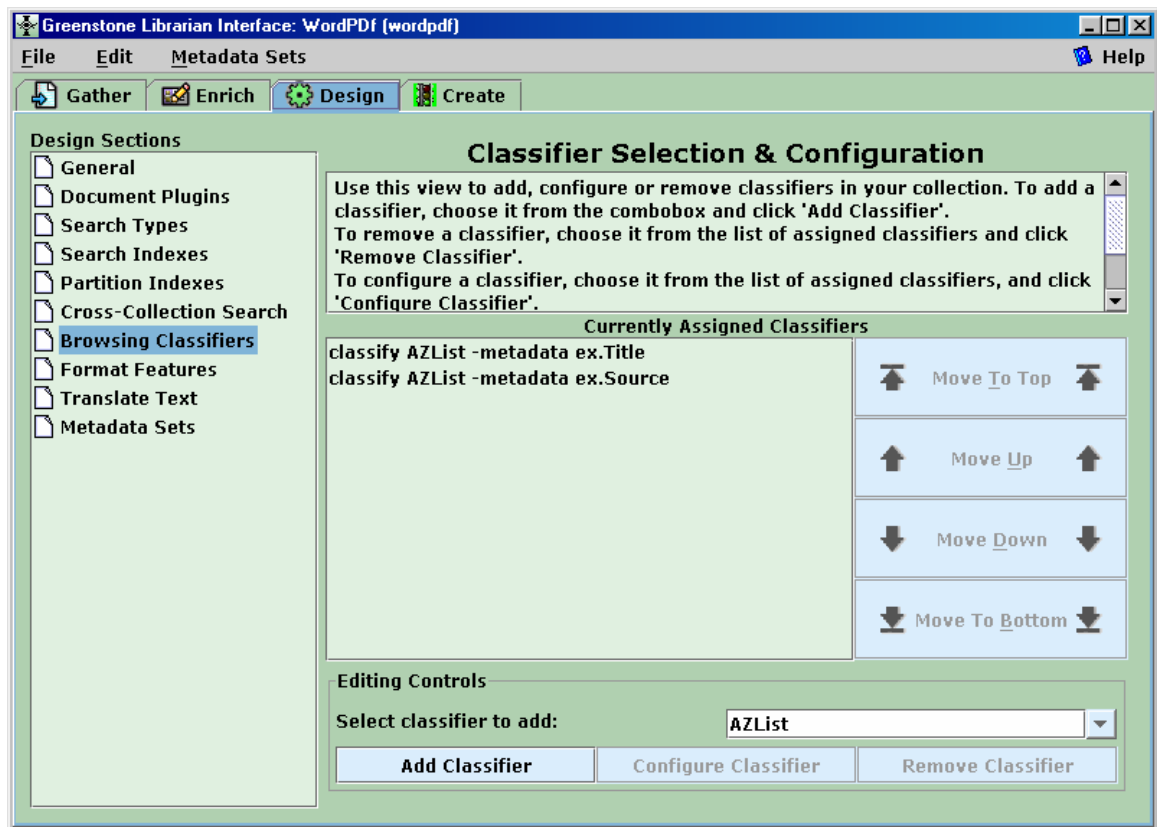 Greenstone Librarian Interface: WordPDf (wordpdf)
File Edit Metadata Sets Help
Gather Enrich Design Create
Design Sections
General
Document Plugins
Search Types
Search Indexes
Partition Indexes
Cross-Collection Search
Browsing Classifiers
Format Features
Translate Text
Metadata Sets
Classifier Selection & Configuration
Use this view to add, configure or remove classifiers in your collection. To add a
classifier, choose it from the combobox and click 'Add Classifier'.
To remove a classifier, choose it from the list of assigned classifiers and click
'Remove Classifier'.
To configure a classifier, choose it from the list of assigned classifiers, and click
'Configure Classifier'.
Currently Assigned Classifiers
classify AZList -metadata ex.Title
classify AZList -metadata ex.Source
Move To Top
Move Up
Move Down
Move To Bottom
Editing Controls
Select classifier to add: AZList
Add Classifier Configure Classifier Remove Classifier